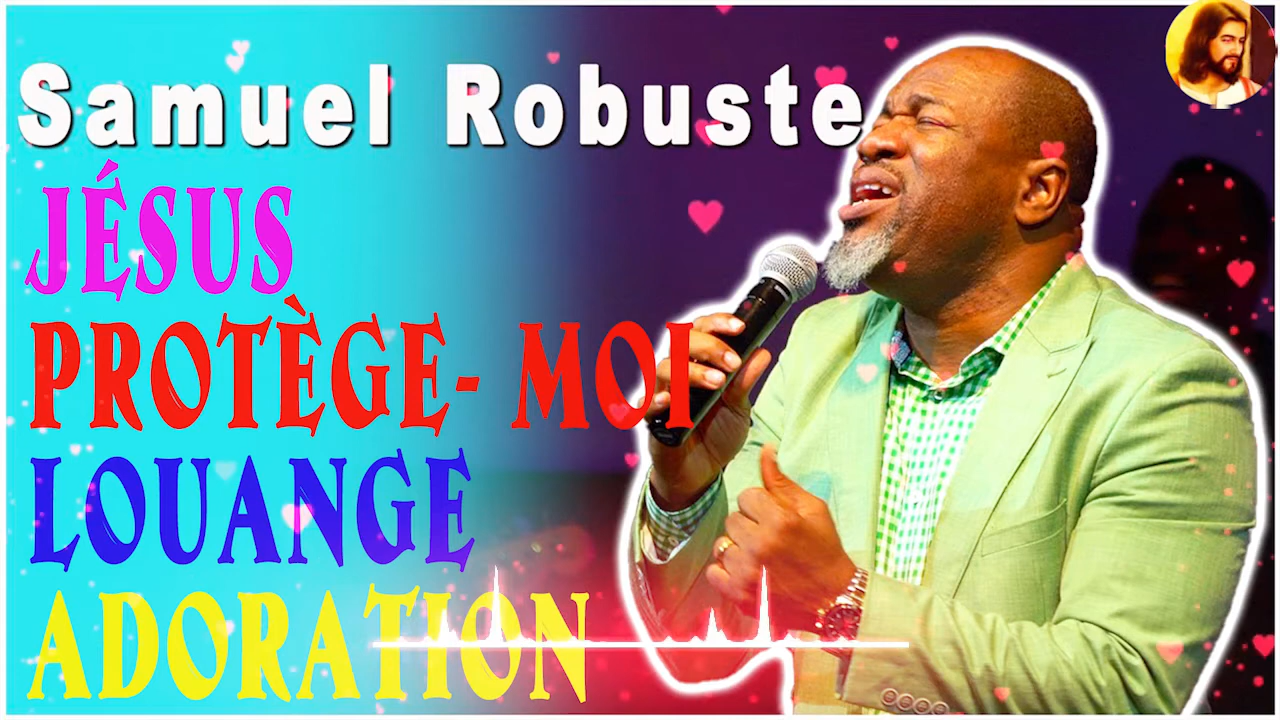 Samuel Robuste
JÉSUS
PROTÈGE- MOI
LOUANGE
ADORATION